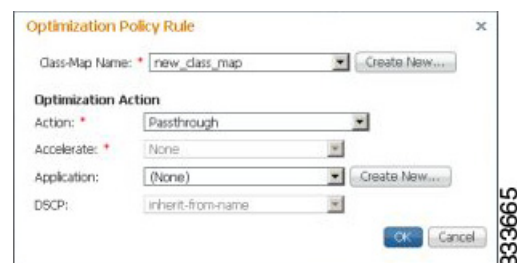 Optimization Policy Rule
Class-Map Name: * new_class_map Create New...
Optimization Action
Action: * Passthrough
Accelerate: * None
Application: (None) Create New...
DSCP: inherit-from-name
OK Cancel
333665